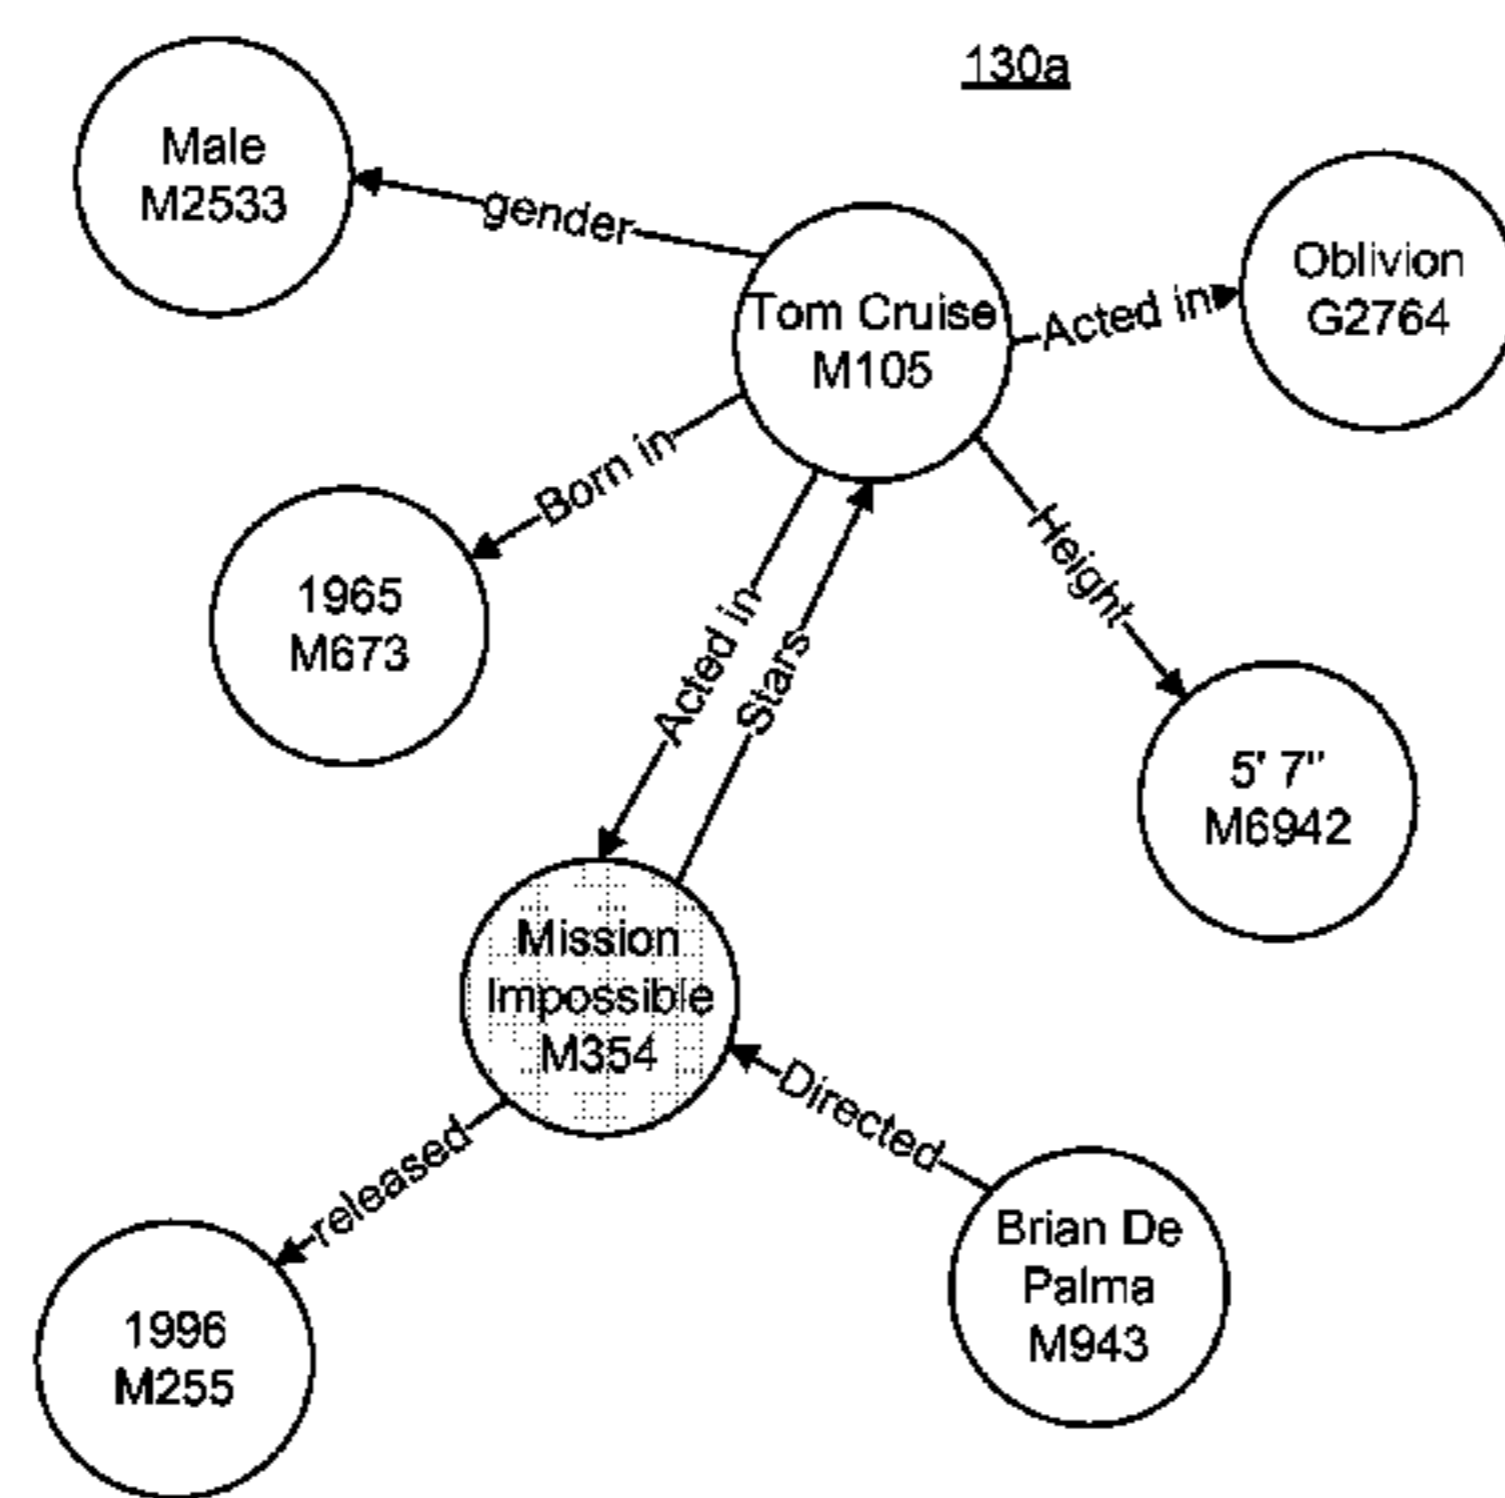 130a
Male
M2533
gender
Tom Cruise
M105
Acted in
Oblivion
G2764
Born in
1965
M673
Acted in
Stars
Height
5' 7"
M6942
Mission
Impossible
M354
Directed
released
Brian De
Palma
M943
1996
M255